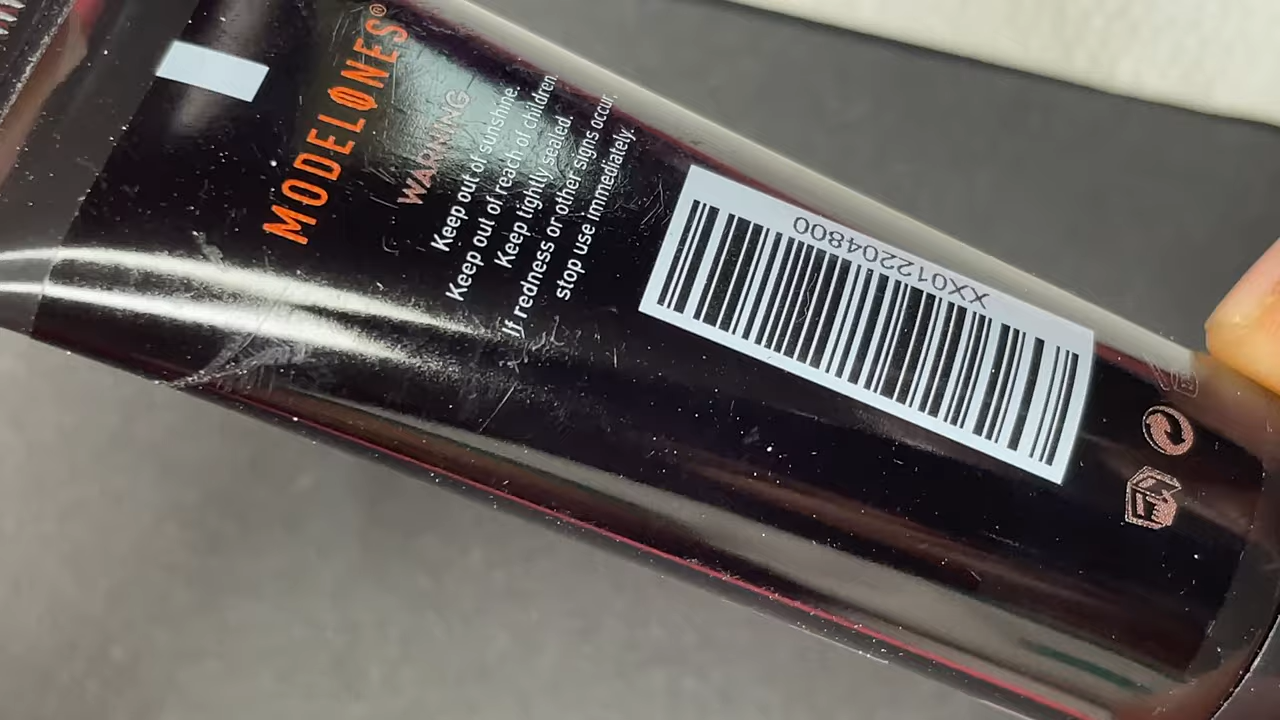 MODELONES®
WARNING
Keep out of sunshine.
Keep out of reach of children.
Keep tightly sealed.
If redness or other signs occur,
stop use immediately.
XX012204800